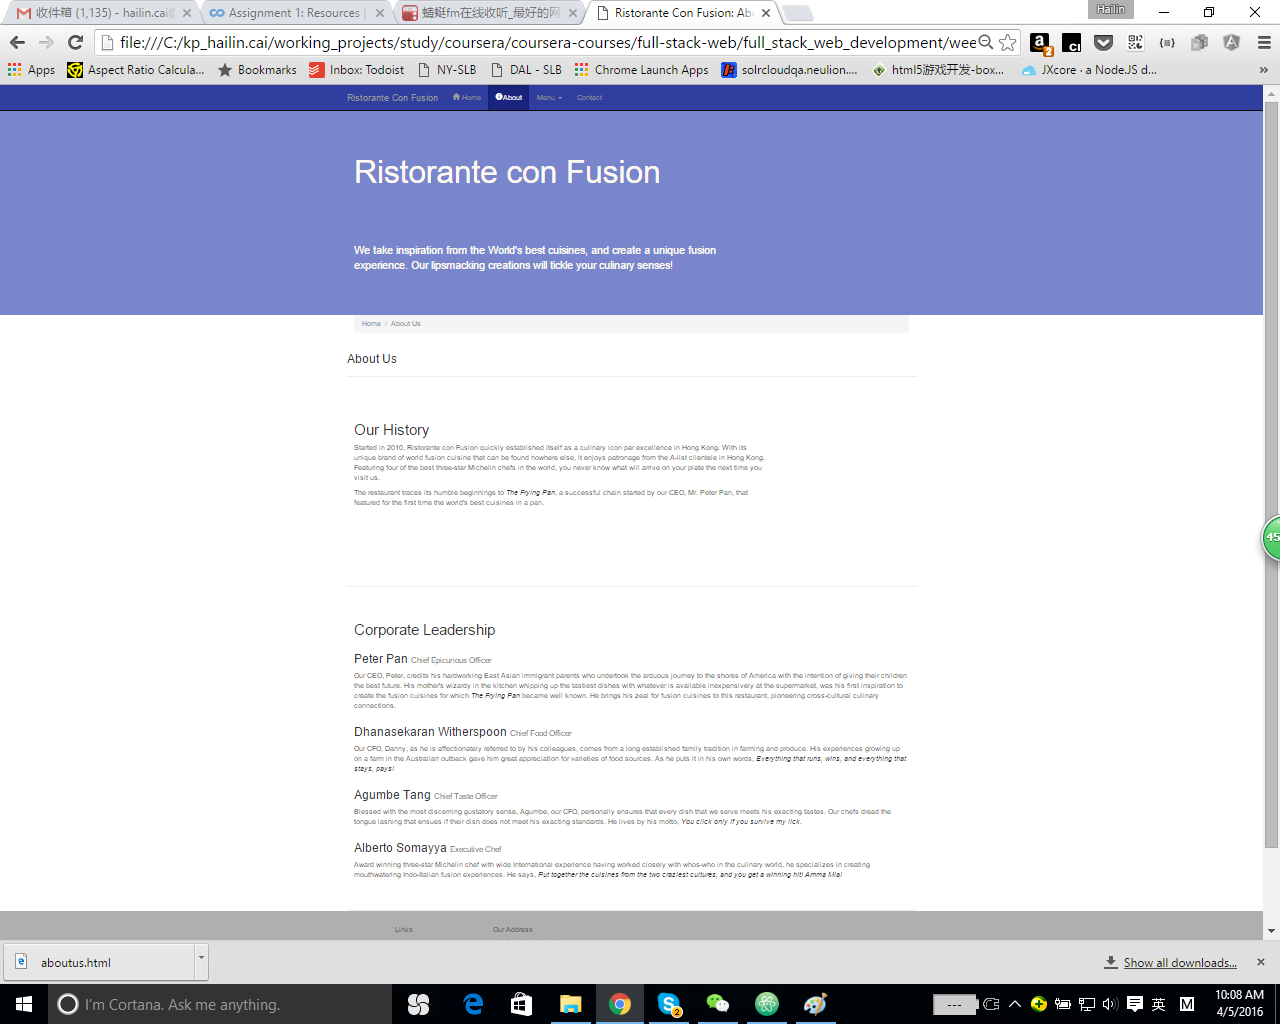 Hailin
收件箱 (1,135) - hailin.cai@
Assignment 1: Resources |
蜻蜓fm在线收听_最好的网
Ristorante Con Fusion: Ab
file:///C:/kp_hailin.cai/working_projects/study/coursera/coursera-courses/full-stack-web/full_stack_web_development/wee
Apps
Aspect Ratio Calcula...
Bookmarks
Inbox: Todoist
NY-SLB
DAL - SLB
Chrome Launch Apps
solrcloudqa.neulion....
html5游戏开发-box...
JXcore · a NodeJS d...
»
Ristorante Con Fusion
Home
About
Menu
Contact
Ristorante con Fusion
We take inspiration from the World's best cuisines, and create a unique fusion
experience. Our lipsmacking creations will tickle your culinary senses!
Home / About Us
About Us
Our History
Started in 2010, Ristorante con Fusion quickly established itself as a culinary icon par excellence in Hong Kong. With its
unique brand of world fusion cuisine that can be found nowhere else, it enjoys patronage from the A-list clientele in Hong Kong.
Featuring four of the best three-star Michelin chefs in the world, you never know what will arrive on your plate the next time you
visit us.
The restaurant traces its humble beginnings to The Frying Pan, a successful chain started by our CEO, Mr. Peter Pan, that
featured for the first time the world's best cuisines in a pan.
45
Corporate Leadership
Peter Pan Chief Epicurious Officer
Our CEO, Peter, credits his hardworking East Asian immigrant parents who undertook the arduous journey to the shores of America with the intention of giving their children
the best future. His mother's wizardy in the kitchen whipping up the tastiest dishes with whatever is available inexpensively at the supermarket, was his first inspiration to
create the fusion cuisines for which The Frying Pan became well known. He brings his zeal for fusion cuisines to this restaurant, pioneering cross-cultural culinary
connections.
Dhanasekaran Witherspoon Chief Food Officer
Our CFO, Danny, as he is affectionately referred to by his colleagues, comes from a long established family tradition in farming and produce. His experiences growing up
on a farm in the Australian outback gave him great appreciation for varieties of food sources. As he puts it in his own words, Everything that runs, wins, and everything that
stays, pays!
Agumbe Tang Chief Taste Officer
Blessed with the most discerning gustatory sense, Agumbe, our CFO, personally ensures that every dish that we serve meets his exacting tastes. Our chefs dread the
tongue lashing that ensues if their dish does not meet his exacting standards. He lives by his motto, You click only if you survive my lick.
Alberto Somayya Executive Chef
Award winning three-star Michelin chef with wide International experience having worked closely with whos-who in the culinary world, he specializes in creating
mouthwatering Indo-Italian fusion experiences. He says, Put together the cuisines from the two craziest cultures, and you get a winning hit! Amma Mia!
Links
Our Address
aboutus.html
Show all downloads...
I'm Cortana. Ask me anything.
2
---
英
M
10:08 AM
4/5/2016